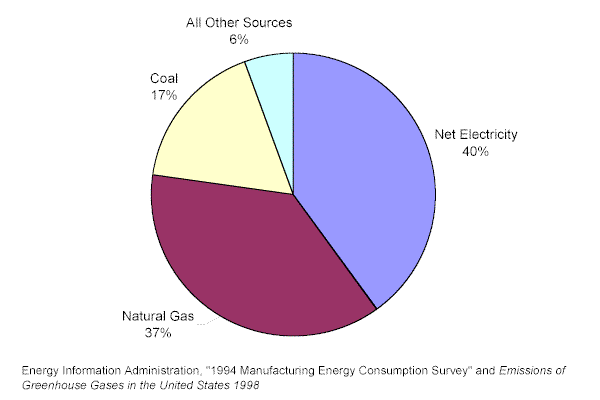 All Other Sources
6%
Coal
17%
Net Electricity
40%
Natural Gas
37%
Energy Information Administration, "1994 Manufacturing Energy Consumption Survey" and Emissions of
Greenhouse Gases in the United States 1998